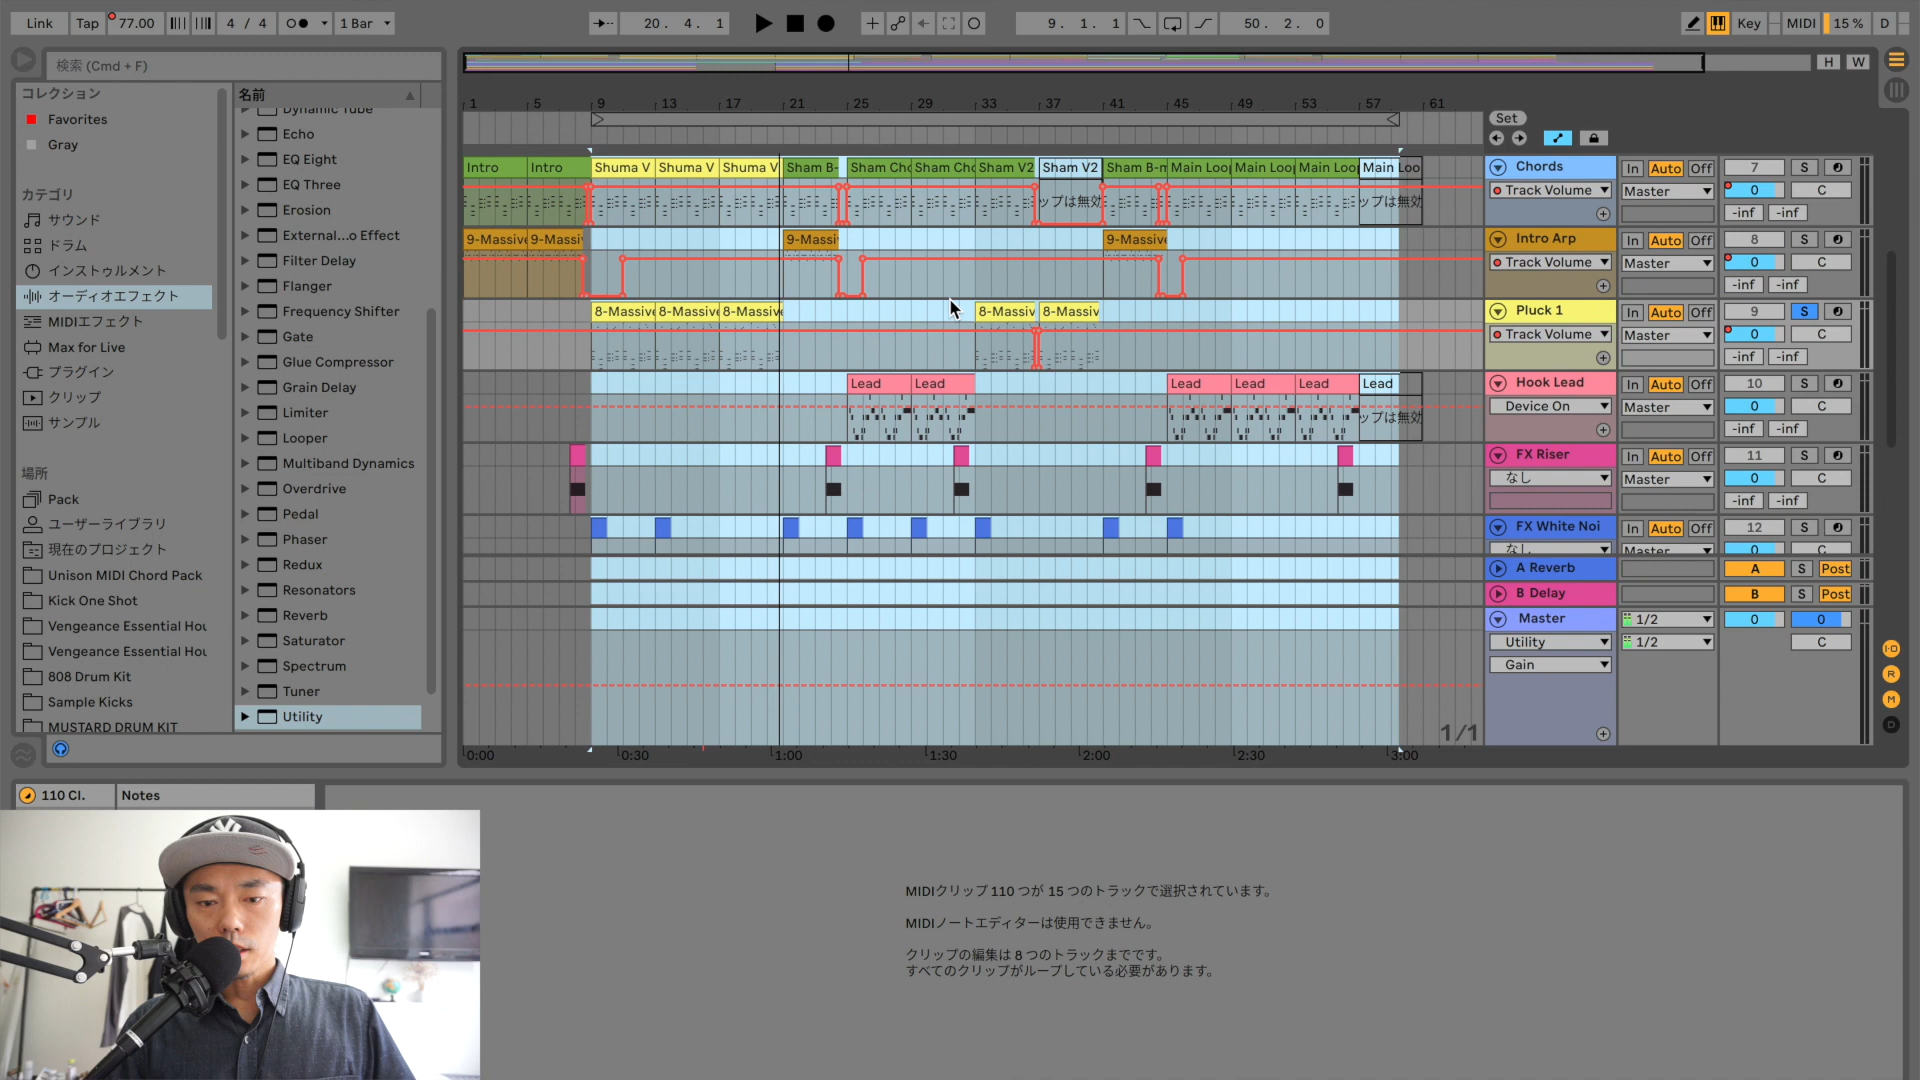 Link Tap 77.00 4 / 4 1 Bar 20. 4. 1 9. 1. 1 50. 2. 0 Key MIDI 15 % D
検索 (Cmd + F)
H W
コレクション
Favorites
Gray
カテゴリ
サウンド
ドラム
インストゥルメント
オーディオエフェクト
MIDIエフェクト
Max for Live
プラグイン
クリップ
サンプル
場所
Pack
ユーザーライブラリ
現在のプロジェクト
Unison MIDI Chord Pack
Kick One Shot
Vengeance Essential Hou
Vengeance Essential Hou
808 Drum Kit
Sample Kicks
MUSTARD DRUM KIT
名前
Dynamic Tube
Echo
EQ Eight
EQ Three
Erosion
External...o Effect
Filter Delay
Flanger
Frequency Shifter
Gate
Glue Compressor
Grain Delay
Limiter
Looper
Multiband Dynamics
Overdrive
Pedal
Phaser
Redux
Resonators
Reverb
Saturator
Spectrum
Tuner
Utility
1 5 9 13 17 21 25 29 33 37 41 45 49 53 57 61
Set
Intro Intro Shuma V Shuma V Shuma V Sham B- Sham Cho Sham Cho Sham V2 Sham V2 Sham B-m Main Loo Main Loo Main Loo Main Loo
ップは無効 ップは無効
Chords In Auto Off 7 S
Track Volume Master 0 C
-inf -inf
9-Massive 9-Massi 9-Massi 9-Massive
Intro Arp In Auto Off 8 S
Track Volume Master 0 C
-inf -inf
8-Massive 8-Massive 8-Massive 8-Massiv 8-Massiv
Pluck 1 In Auto Off 9 S
Track Volume Master 0 C
-inf -inf
Lead Lead Lead Lead Lead Lead
ップは無効
Hook Lead In Auto Off 10 S
Device On Master 0 C
-inf -inf
FX Riser In Auto Off 11 S
なし Master 0 C
-inf -inf
FX White Noi In Auto Off 12 S
なし Master 0 C
A Reverb A S Post
B Delay B S Post
Master 1/2 0 0
Utility 1/2 C
Gain
1/1
I·O
R
M
D
0:00 0:30 1:00 1:30 2:00 2:30 3:00
110 Cl. Notes
MIDIクリップ 110 つが 15 つのトラックで選択されています。
MIDIノートエディターは使用できません。
クリップの編集は 8 つのトラックまでです。
すべてのクリップがループしている必要があります。